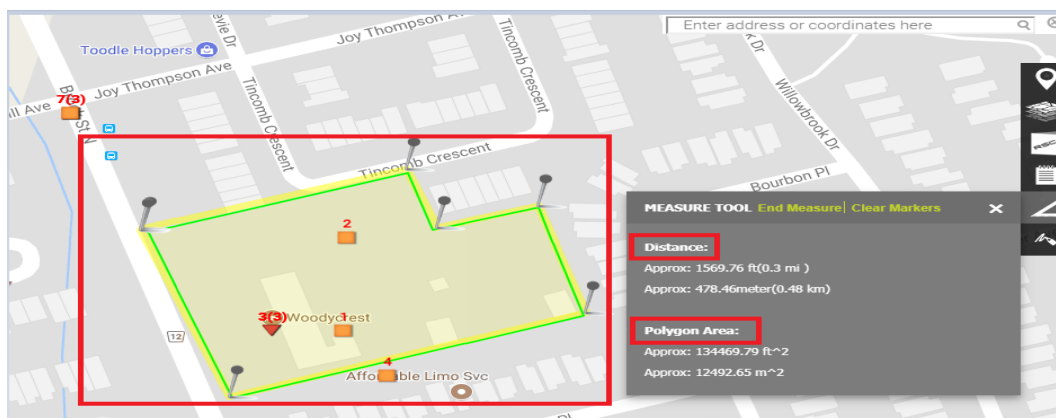 Enter address or coordinates here
Joy Thompson Ave
Toodle Hoppers
Joy Thompson Ave
7(3)
Tincomb Crescent
Tincomb Crescent
Tincomb Crescent
Willowbrook Dr
Bourbon Pl
RSC
2
3(3) Woodycrest
1
12
4
Limo Svc
MEASURE TOOL End Measure| Clear Markers
Distance:
Approx: 1569.76 ft(0.3 mi )
Approx: 478.46meter(0.48 km)
Polygon Area:
Approx: 134469.79 ft^2
Approx: 12492.65 m^2